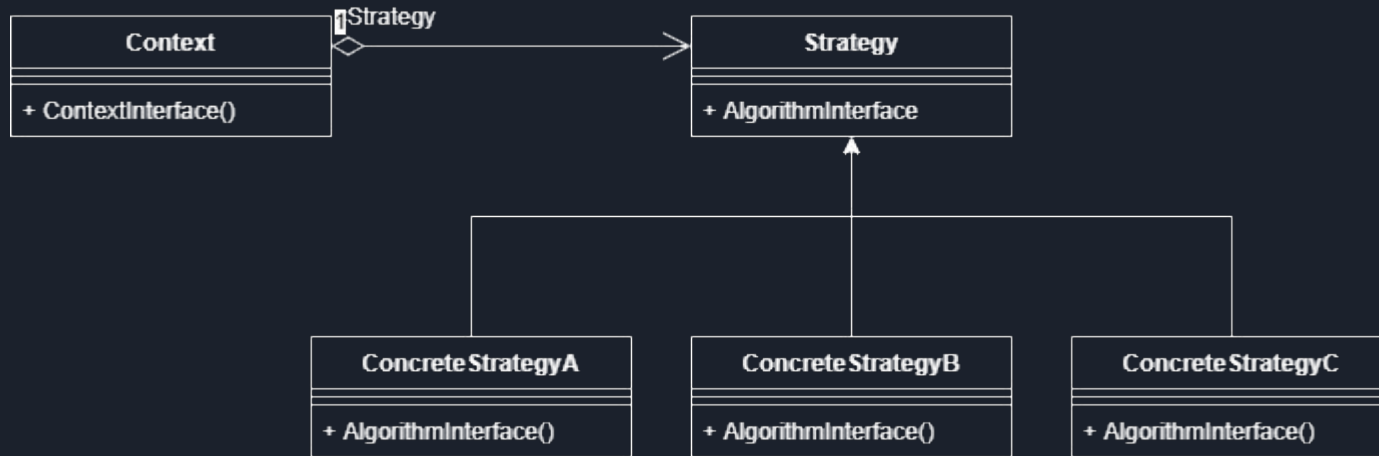 1 Strategy
Context
Strategy
+ ContextInterface()
+ AlgorithmInterface
ConcreteStrategyA
ConcreteStrategyB
ConcreteStrategyC
+ AlgorithmInterface()
+ AlgorithmInterface()
+ AlgorithmInterface()